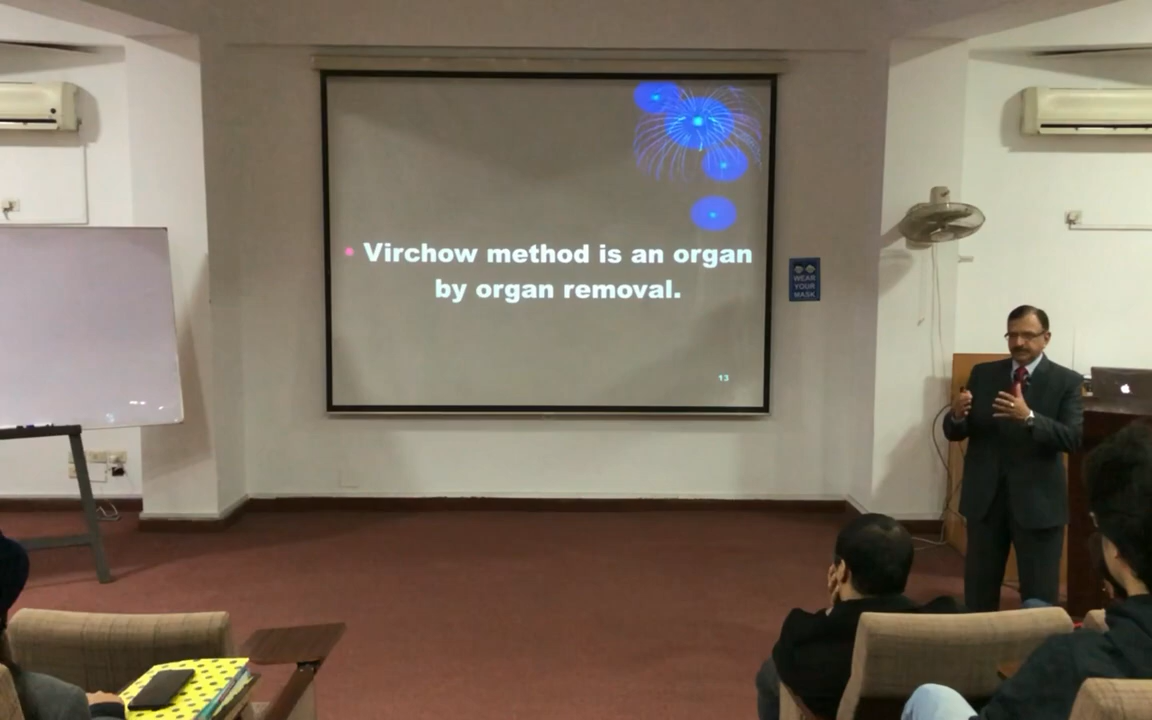 • Virchow method is an organ
by organ removal.
13
WEAR
YOUR
MASK